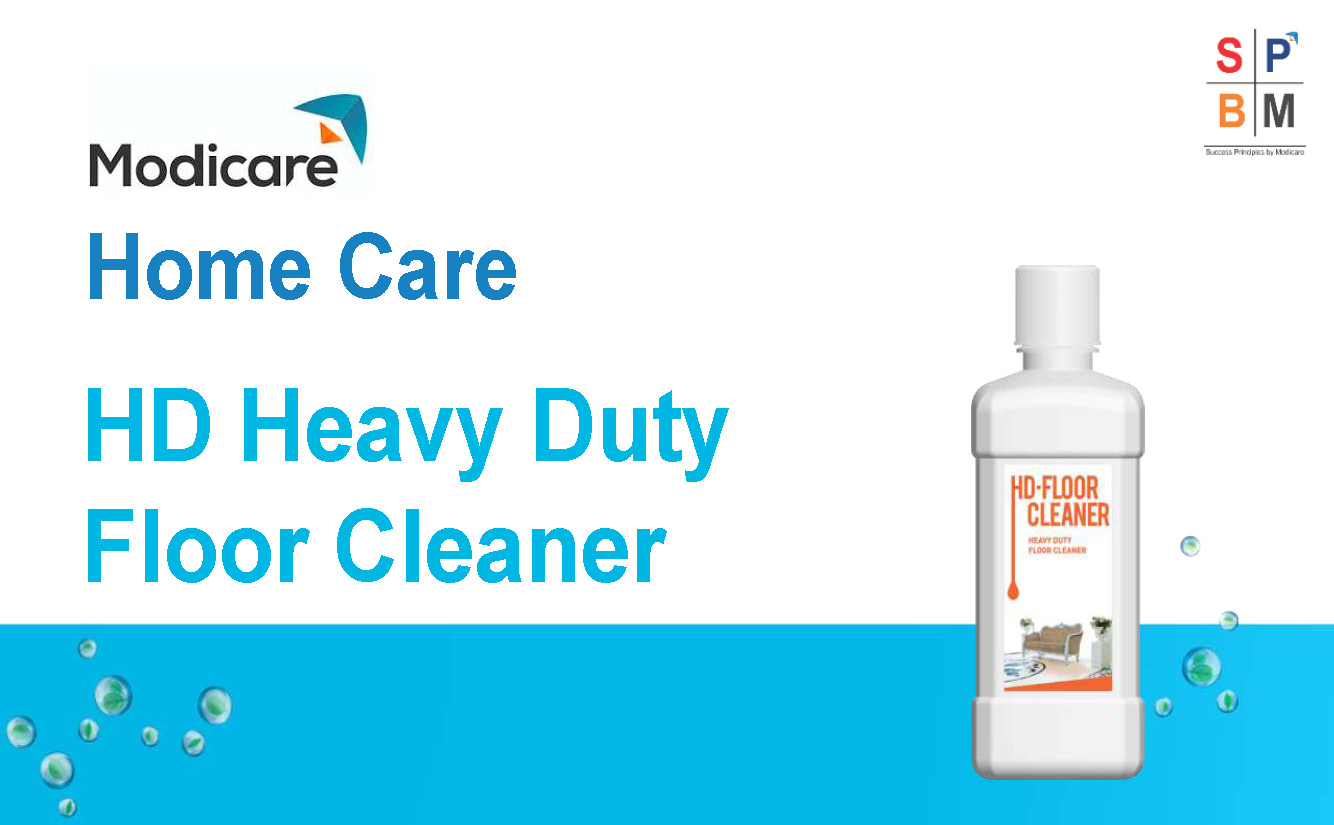 Modicare
S P
B M
Success Principles by Modicare
Home Care
HD Heavy Duty
Floor Cleaner
HD-FLOOR
CLEANER
HEAVY DUTY
FLOOR CLEANER